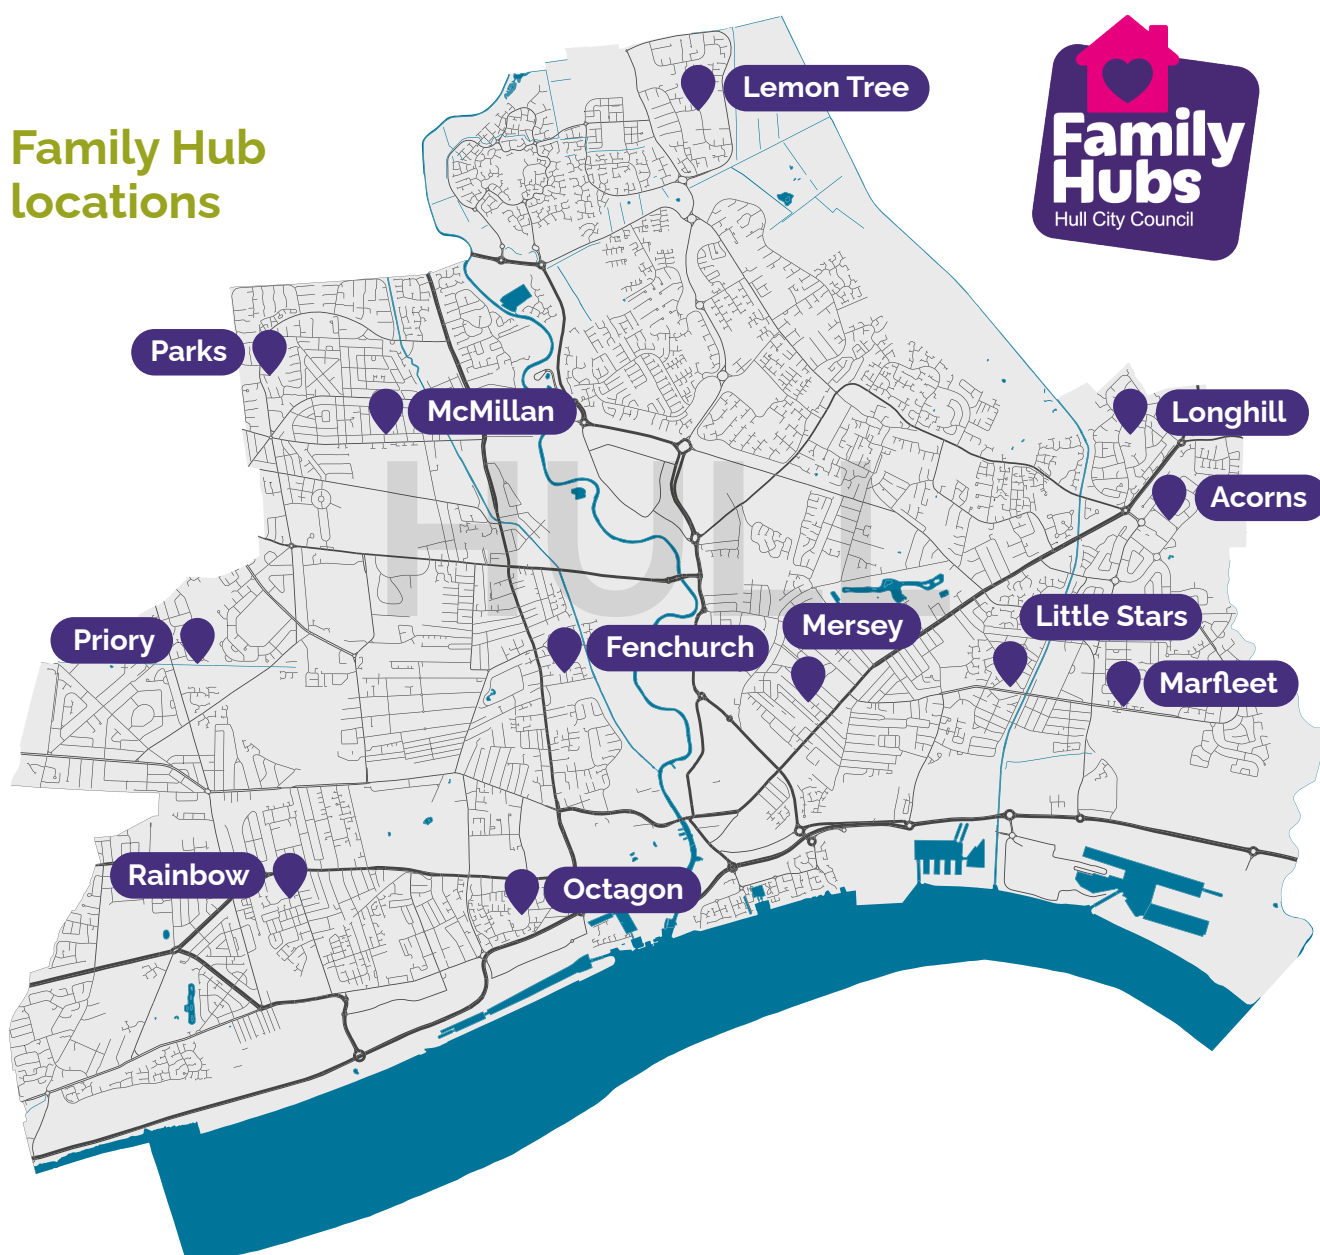 Family Hub
locations
Family
Hubs
Hull City Council
Lemon Tree
Parks
McMillan
Longhill
Acorns
HULL
Little Stars
Mersey
Priory
Fenchurch
Marfleet
Rainbow
Octagon